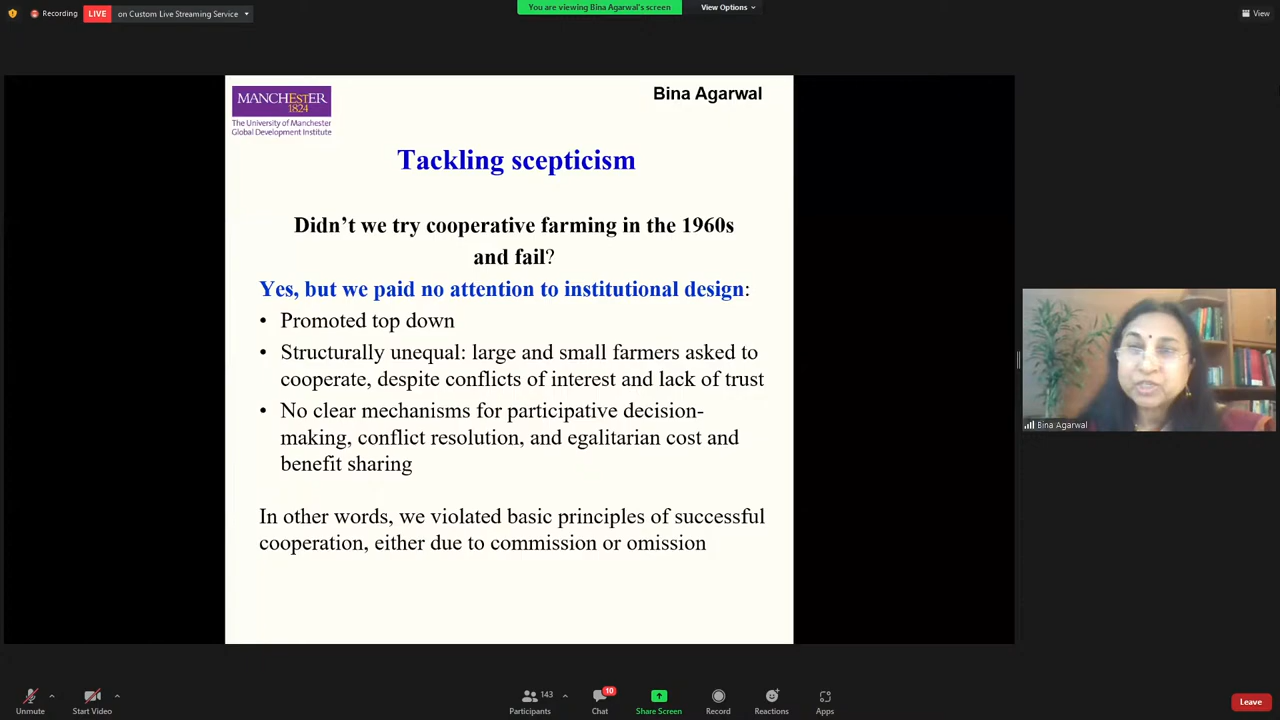 Recording
LIVE
on Custom Live Streaming Service
You are viewing Bina Agarwal's screen
View Options
View
MANCHESTER
1824
The University of Manchester
Global Development Institute
Bina Agarwal
Tackling scepticism
Didn't we try cooperative farming in the 1960s
and fail?
Yes, but we paid no attention to institutional design:
• Promoted top down
• Structurally unequal: large and small farmers asked to
cooperate, despite conflicts of interest and lack of trust
• No clear mechanisms for participative decision-
making, conflict resolution, and egalitarian cost and
benefit sharing
In other words, we violated basic principles of successful
cooperation, either due to commission or omission
Bina Agarwal
Unmute
Start Video
143
Participants
10
Chat
Share Screen
Record
Reactions
Apps
Leave